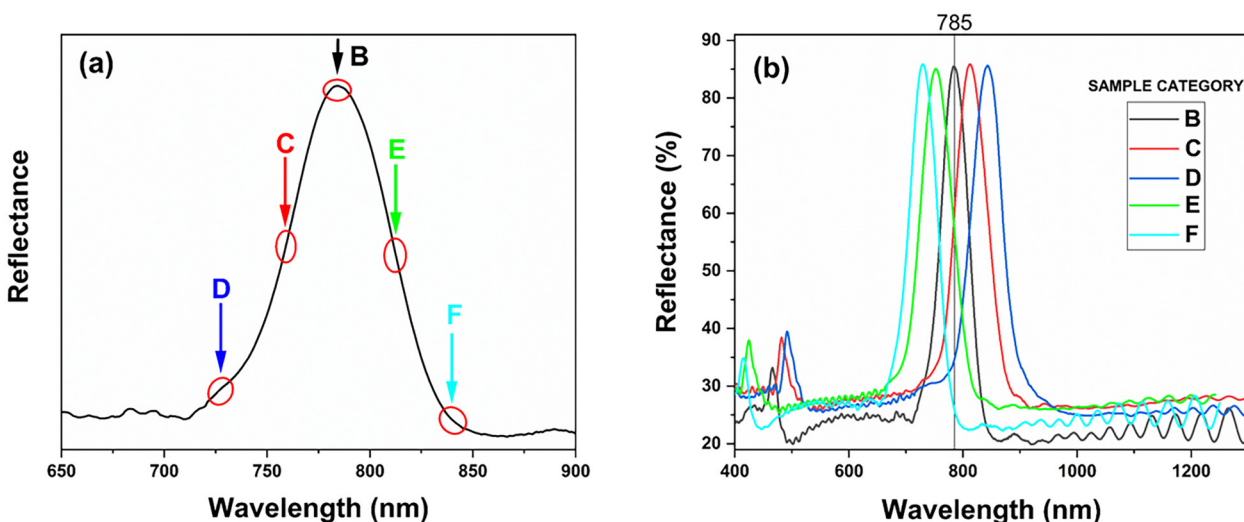 (a)
B
C
E
D
F
Reflectance
650 700 750 800 850 900
Wavelength (nm)
785
(b)
SAMPLE CATEGORY
B
C
D
E
F
90
80
70
60
50
40
30
20
Reflectance (%)
400 600 800 1000 1200
Wavelength (nm)